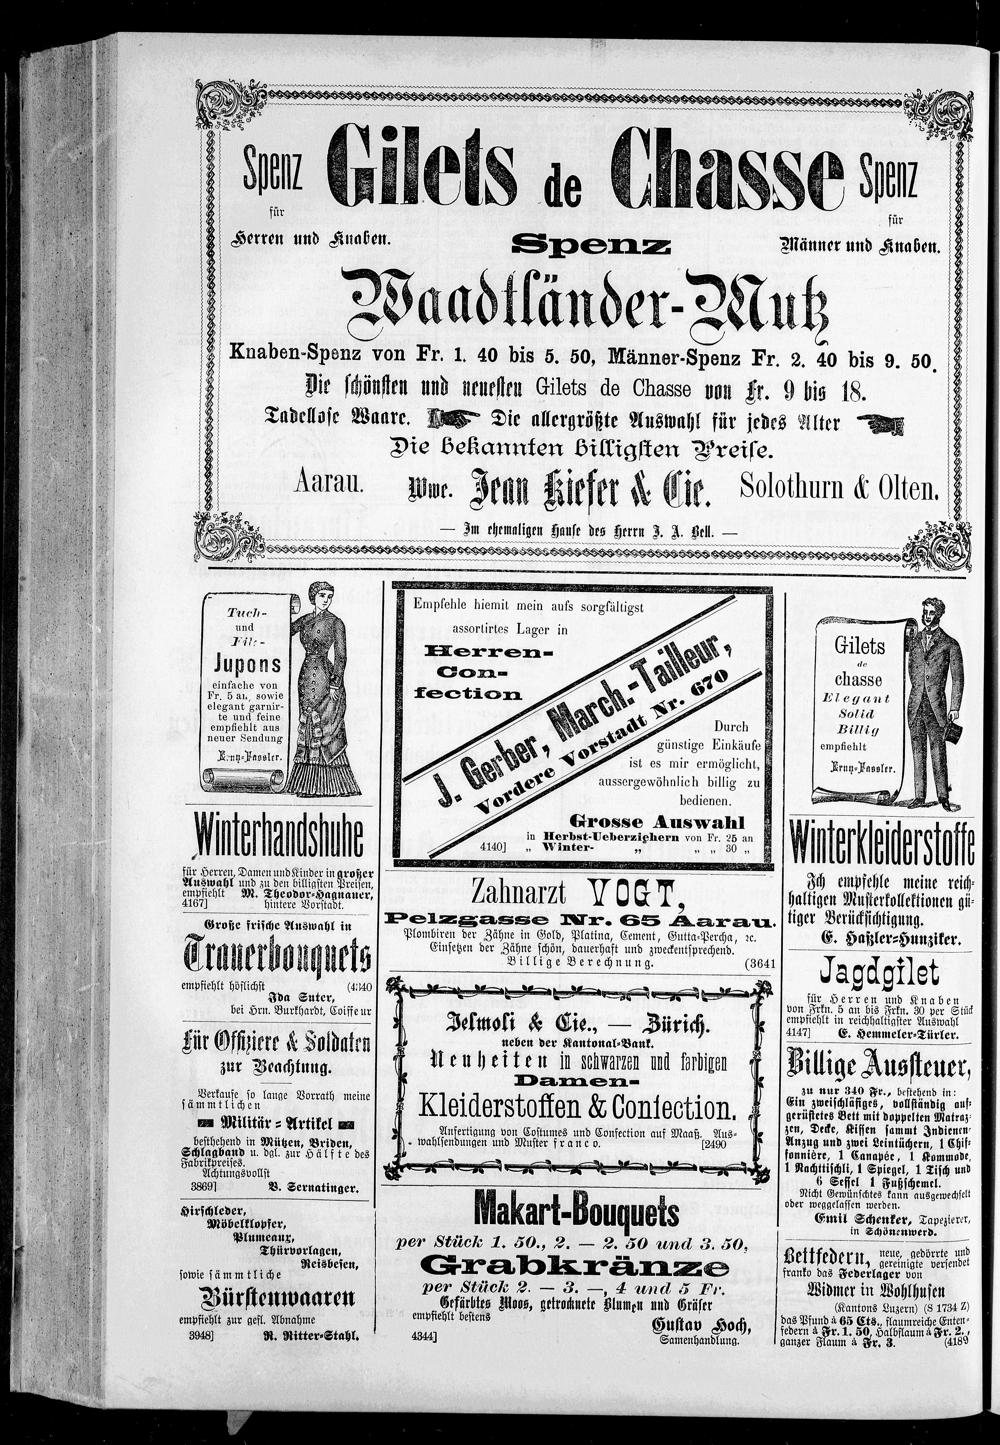 Spenz
für
Herren und Knaben.
Gilets de Chasse
Spenz
für
Männer und Knaben.
Spenz
Waadtländer-Mutz
Knaben-Spenz von Fr. 1. 40 bis 5. 50, Männer-Spenz Fr. 2. 40 bis 9. 50.
Die schönsten und neuesten Gilets de Chasse von Fr. 9 bis 18.
Tadellose Waare. Die allergrößte Auswahl für jedes Alter
Die bekannten billigsten Preise.
Aarau. Wwe. Jean Kiefer & Cie. Solothurn & Olten.
— Im ehemaligen Hause des Herrn J. A. Bell. —
Tuch-
und
Filz-
Jupons
einfache von
Fr. 5 an, sowie
elegant garnir-
te und feine
empfiehlt aus
neuer Sendung
Erny-Fassler.
Winterhandshuhe
für Herren, Damen und Kinder in großer
Auswahl und zu den billigsten Preisen,
empfiehlt M. Theodor-Hagnauer,
4167] hintere Vorstadt.
Große frische Auswahl in
Trauerbouquets
empfiehlt höflichst (4340
Ida Suter,
bei Hrn. Burkhardt, Coiffeur
Für Offiziere & Soldaten
zur Beachtung.
Verkaufe so lange Vorrath meine
sämmtlichen
Militär-Artikel
besthehend in Mützen, Briden,
Schlagband u. dgl. zur Hälfte des
Fabrikpreises.
Achtungsvollst
3869] B. Sernatinger.
Hirschleder,
Möbelklopfer,
Plumeaux,
Thürvorlagen,
Reisbesen,
sowie sämmtliche
Bürstenwaaren
empfiehlt zur gefl. Abnahme
3948] R. Ritter-Stahl.
Empfehle hiemit mein aufs sorgfältigst
assortirtes Lager in
Herren-
Con-
fection
J. Gerber, March.-Tailleur,
Vordere Vorstadt Nr. 670
Durch
günstige Einkäufe
ist es mir ermöglicht,
aussergewöhnlich billig zu
bedienen.
Grosse Auswahl
in Herbst-Ueberziehern von Fr. 25 an
4140] „ Winter- „ „ „ 30 „
Zahnarzt VOGT,
Pelzgasse Nr. 65 Aarau.
Plombiren der Zähne in Gold, Platina, Cement, Gutta-Percha, ꝛc.
Einsetzen der Zähne schön, dauerhaft und zweckentsprechend.
Billige Berechnung. (3641
Jelmoli & Cie., — Zürich.
neben der Kantonal-Bank.
Neuheiten in schwarzen und farbigen
Damen-
Kleiderstoffen & Confection.
Anfertigung von Costumes und Confection auf Maaß. Aus-
wahlsendungen und Muster franco. [2490
Makart-Bouquets
per Stück 1. 50., 2. — 2. 50 und 3. 50,
Grabkränze
per Stück 2. — 3. —, 4 und 5 Fr.
Gefärbtes Moos, getrocknete Blumen und Gräser
empfiehlt bestens
Gustav Hoch,
4344] Samenhandlung.
Gilets
de
chasse
Elegant
Solid
Billig
empfiehlt
Erny-Fassler.
Winterkleiderstoffe
Ich empfehle meine reich-
haltigen Musterkollektionen gü-
tiger Berücksichtigung.
E. Haßler-Hunziker.
Jagdgilet
für Herren und Knaben
von Frkn. 5 an bis Frkn. 30 per Stück
empfiehlt in reichhaltigster Auswahl
4147] E. Hemmeler-Türler.
Billige Aussteuer,
zu nur 340 Fr., bestehend in:
Ein zweischläfiges, vollständig auf-
gerüstetes Bett mit doppelten Matraz-
zen, Decke, Kissen sammt Indienen-
Anzug und zwei Leintüchern, 1 Chif-
fonnière, 1 Canapée, 1 Kommode,
1 Nachttischli, 1 Spiegel, 1 Tisch und
6 Sessel 1 Fußschemel.
Nicht Gewünschtes kann ausgewechselt
oder weggelassen werden.
Emil Schenker, Tapezierer,
in Schönenwerd.
Bettfedern, neue, gedörrte und
gereinigte versendet
franko das Federlager von
Widmer in Wohlhusen
(Kantons Luzern) (S 1734 Z)
das Pfund à 65 Cts., flaumreiche Enten-
federn à Fr. 1. 50, Halbflaum à Fr. 2.,
ganzer Flaum à Fr. 3. (4189